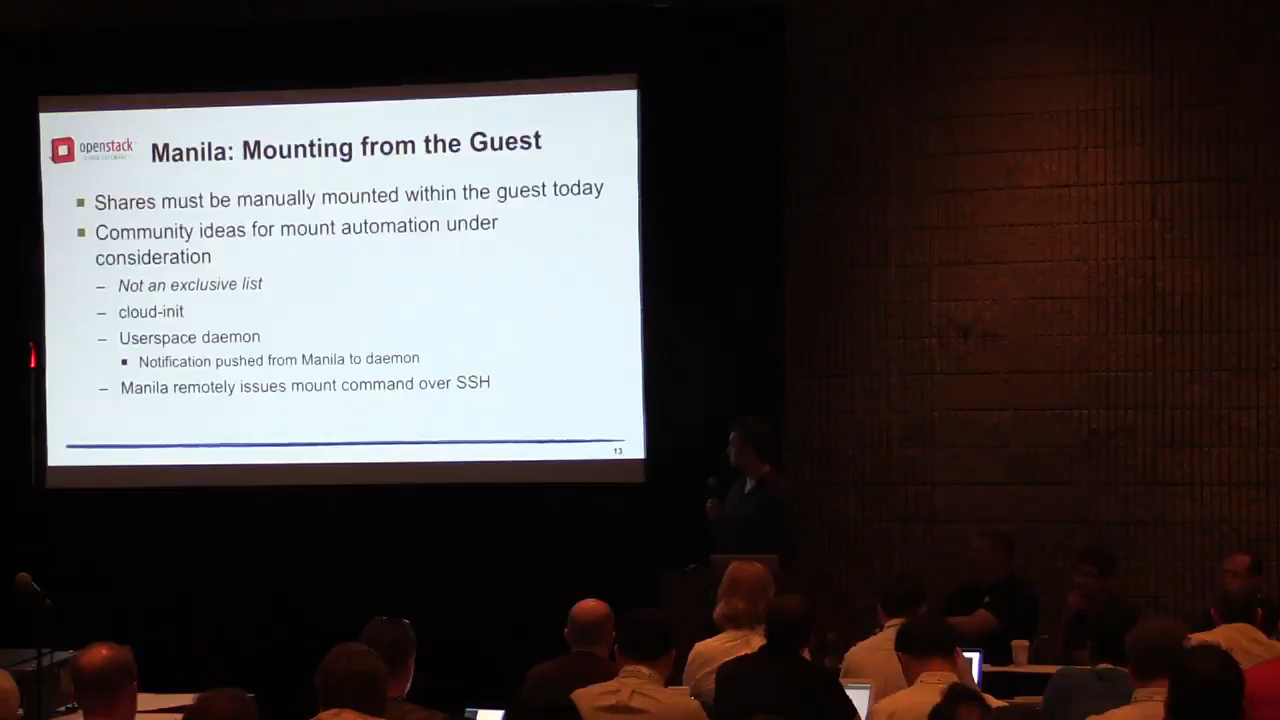 openstack
Manila: Mounting from the Guest
Shares must be manually mounted within the guest today
Community ideas for mount automation under
consideration
– Not an exclusive list
– cloud-init
– Userspace daemon
Notification pushed from Manila to daemon
– Manila remotely issues mount command over SSH
13